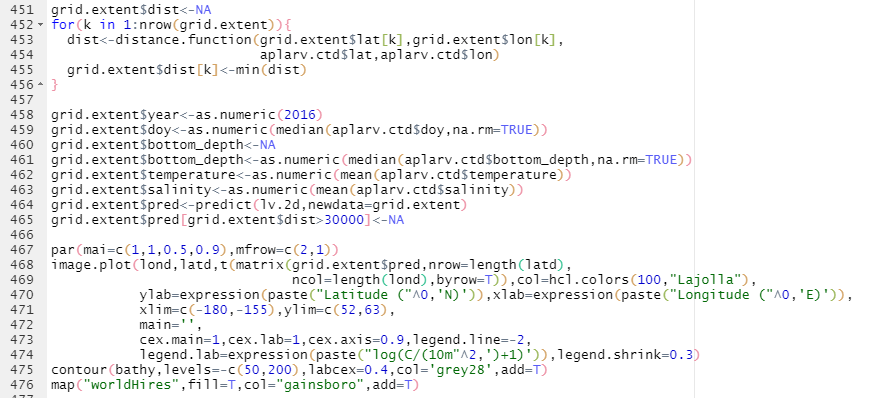 451 grid.extent$dist<-NA
452 for(k in 1:nrow(grid.extent)){
453   dist<-distance.function(grid.extent$lat[k],grid.extent$lon[k],
454                           aplarv.ctd$lat,aplarv.ctd$lon)
455   grid.extent$dist[k]<-min(dist)
456 }
457
458 grid.extent$year<-as.numeric(2016)
459 grid.extent$doy<-as.numeric(median(aplarv.ctd$doy,na.rm=TRUE))
460 grid.extent$bottom_depth<-NA
461 grid.extent$bottom_depth<-as.numeric(median(aplarv.ctd$bottom_depth,na.rm=TRUE))
462 grid.extent$temperature<-as.numeric(mean(aplarv.ctd$temperature))
463 grid.extent$salinity<-as.numeric(mean(aplarv.ctd$salinity))
464 grid.extent$pred<-predict(lv.2d,newdata=grid.extent)
465 grid.extent$pred[grid.extent$dist>30000]<-NA
466
467 par(mai=c(1,1,0.5,0.9),mfrow=c(2,1))
468 image.plot(lond,latd,t(matrix(grid.extent$pred,nrow=length(latd),
469                               ncol=length(lond),byrow=T)),col=hcl.colors(100,"Lajolla"),
470            ylab=expression(paste("Latitude ("^0,'N)')),xlab=expression(paste("Longitude ("^0,'E)')),
471            xlim=c(-180,-155),ylim=c(52,63),
472            main='',
473            cex.main=1,cex.lab=1,cex.axis=0.9,legend.line=-2,
474            legend.lab=expression(paste("log(C/(10m"^2,')+1)')),legend.shrink=0.3)
475 contour(bathy,levels=-c(50,200),labcex=0.4,col='grey28',add=T)
476 map("worldHires",fill=T,col="gainsboro",add=T)